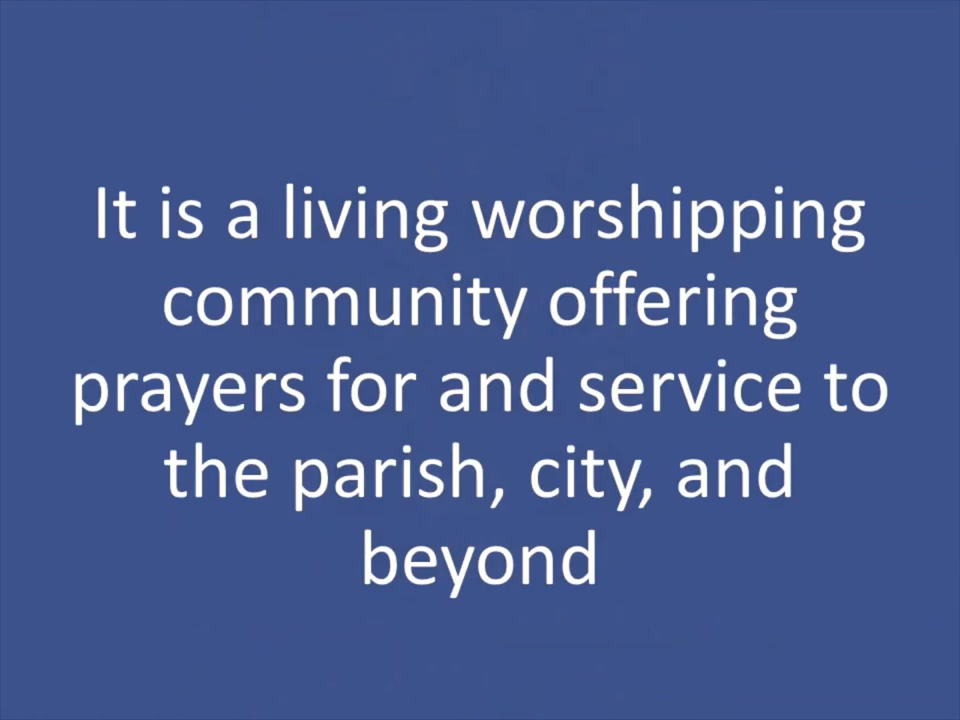 It is a living worshipping
community offering
prayers for and service to
the parish, city, and
beyond